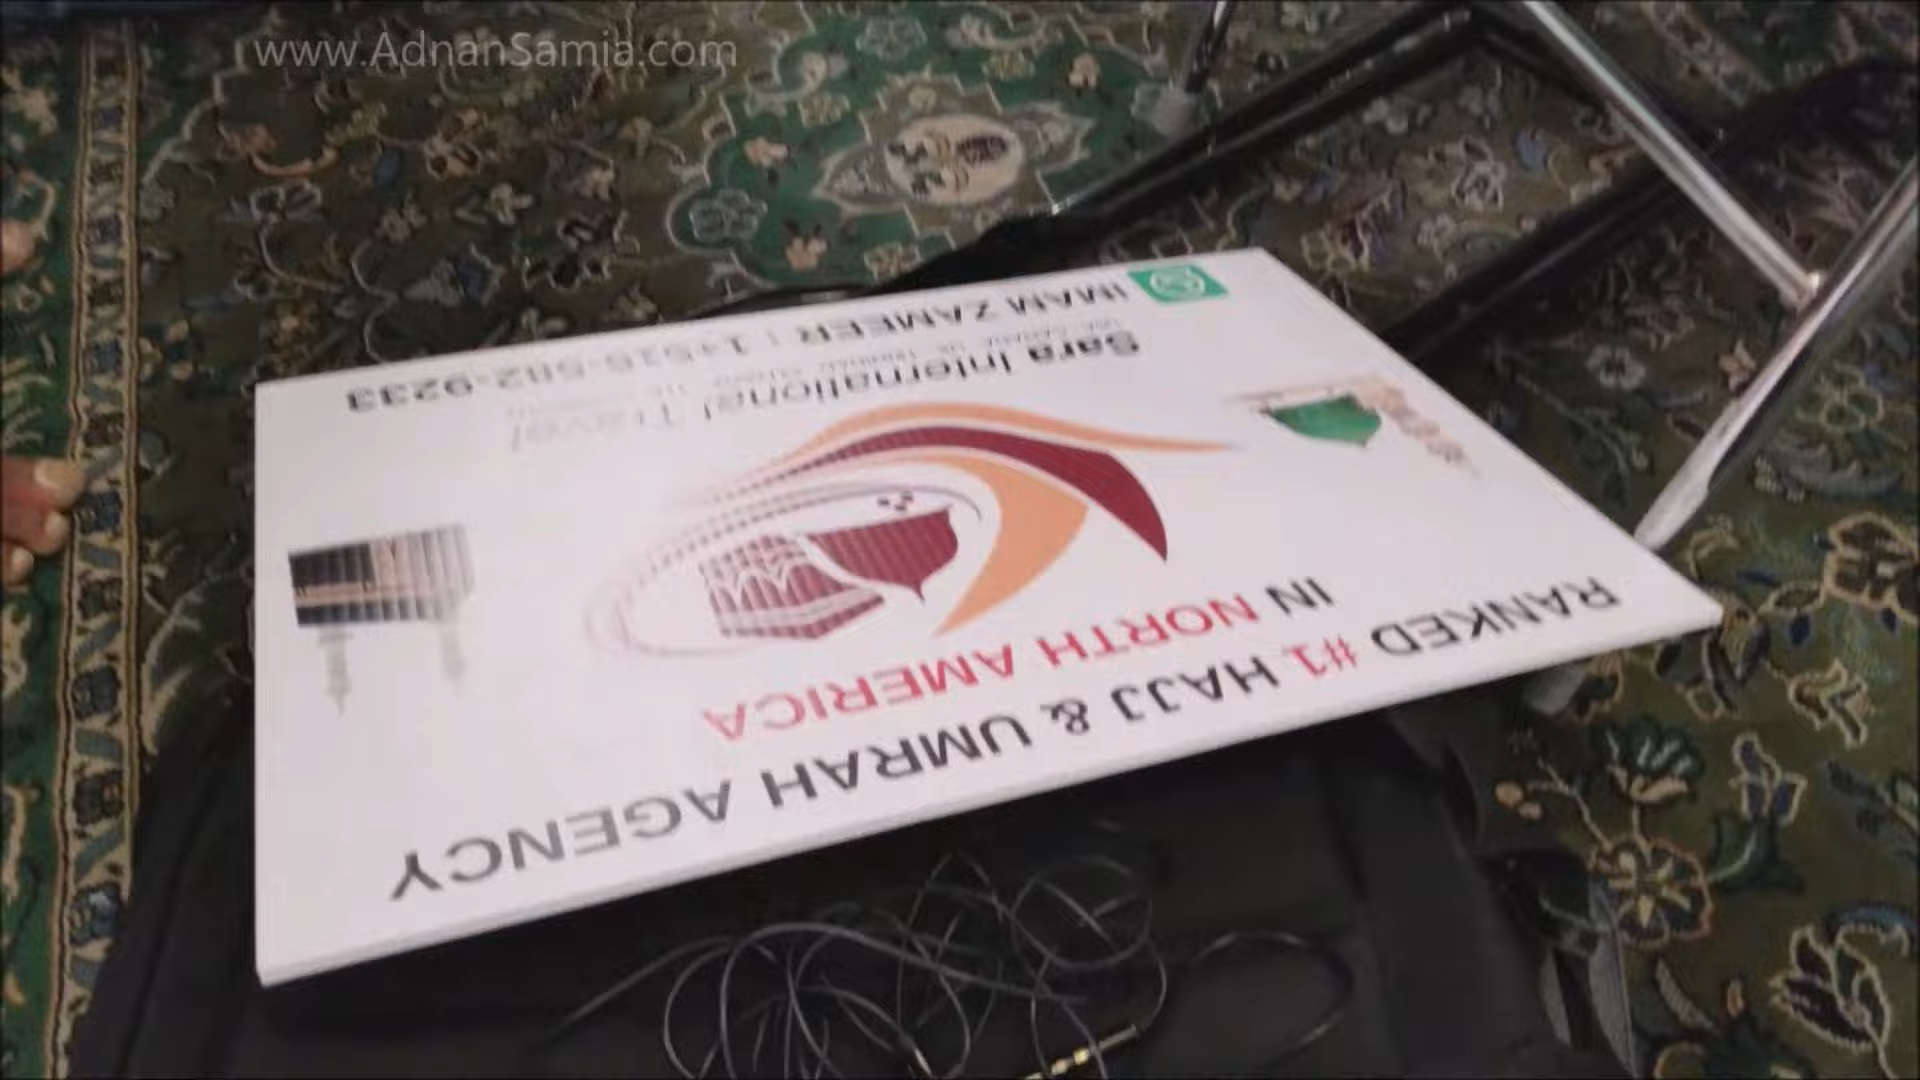 www.AdnanSamia.com
RANKED #1 HAJJ & UMRAH AGENCY
IN NORTH AMERICA
Sara International Travel
IMAM ZAMEER : 1-516-582-9233